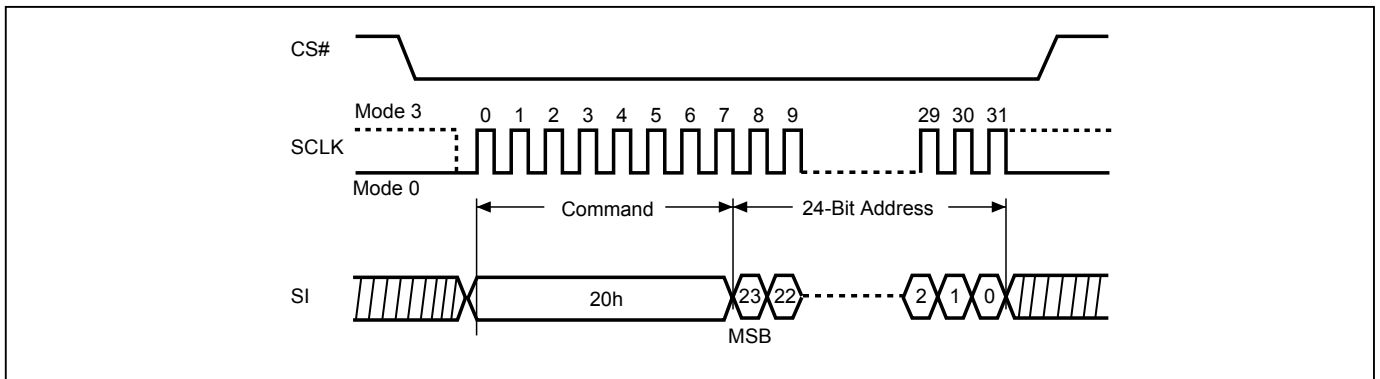 CS#
Mode 3
0 1 2 3 4 5 6 7 8 9 29 30 31
SCLK
Mode 0
Command 24-Bit Address
SI 20h 23 22 2 1 0
MSB